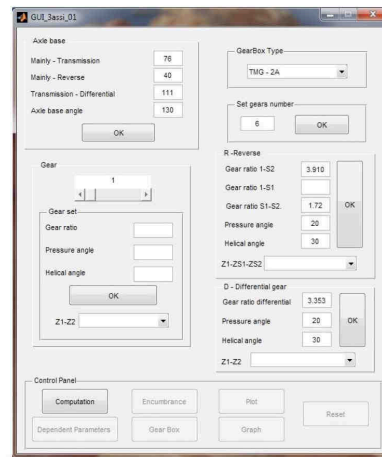 GUI_3assi_01
Axle base
Mainly - Transmission 76
Mainly - Reverse 40
Transmission - Differential 111
Axle base angle 130
OK
GearBox Type
TMG - 2A
Set gears number
6 OK
Gear
1
Gear set
Gear ratio
Pressure angle
Helical angle
OK
Z1-Z2
R -Reverse
Gear ratio 1-S2 3.910
Gear ratio 1-S1
Gear ratio S1-S2. 1.72
Pressure angle 20
Helical angle 30
OK
Z1-ZS1-ZS2
D - Differential gear
Gear ratio differential 3.353
Pressure angle 20
Helical angle 30
OK
Z1-Z2
Control Panel
Computation Encumbrance Plot
Reset
Dependent Parameters Gear Box Graph